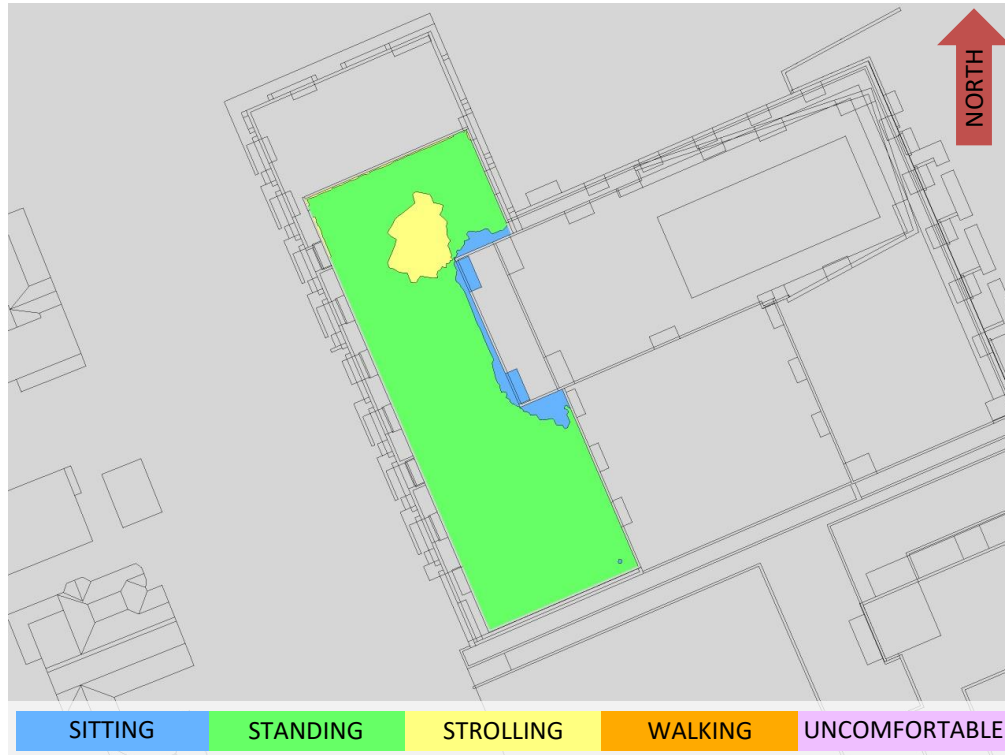 NORTH
SITTING
STANDING
STROLLING
WALKING
UNCOMFORTABLE